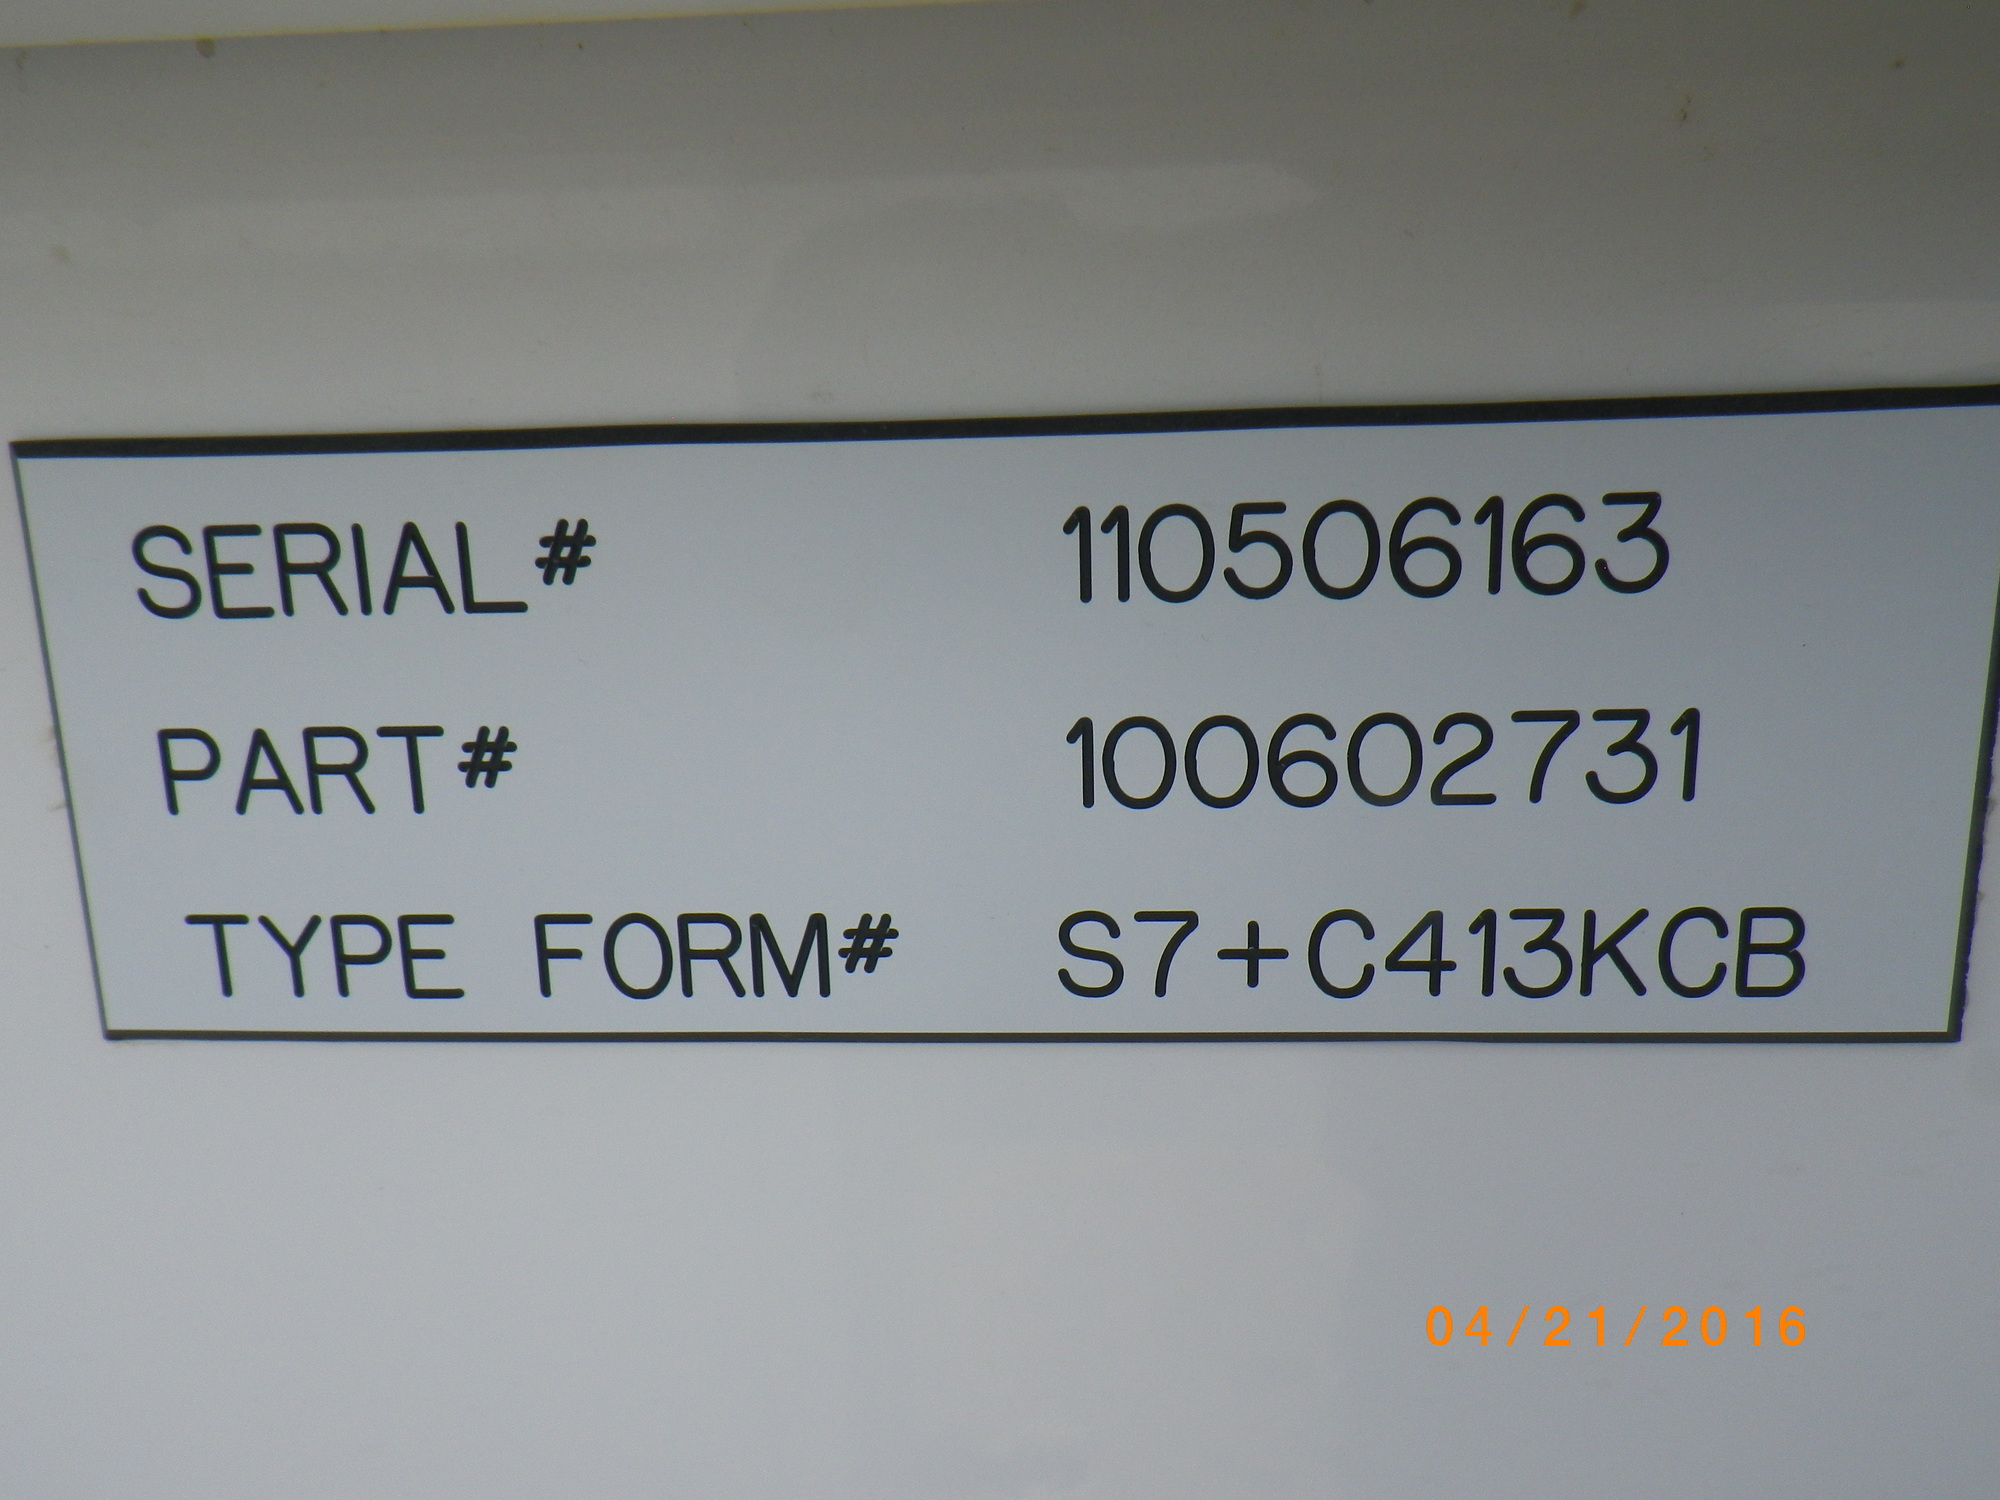 SERIAL# 110506163
PART# 100602731
TYPE FORM# S7+C413KCB
04/21/2016